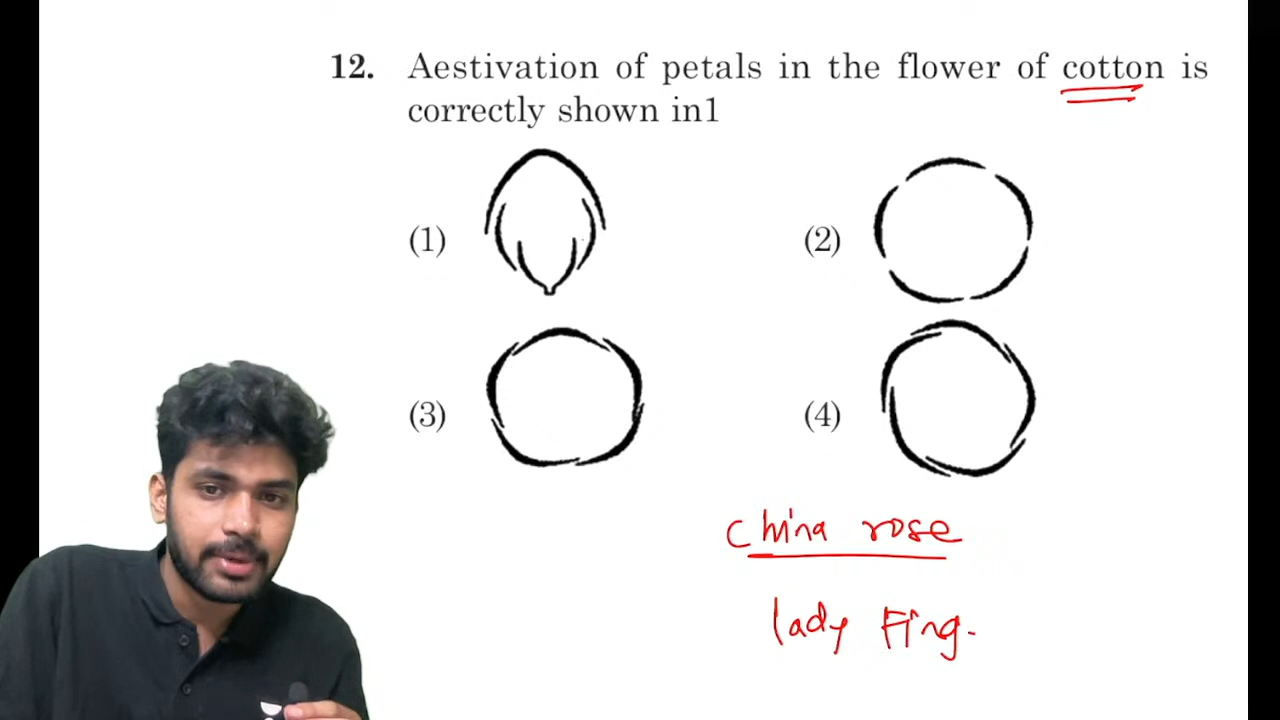 12. Aestivation of petals in the flower of cotton is
correctly shown in1
(1)
(2)
(3)
(4)
China rose
lady Fing.